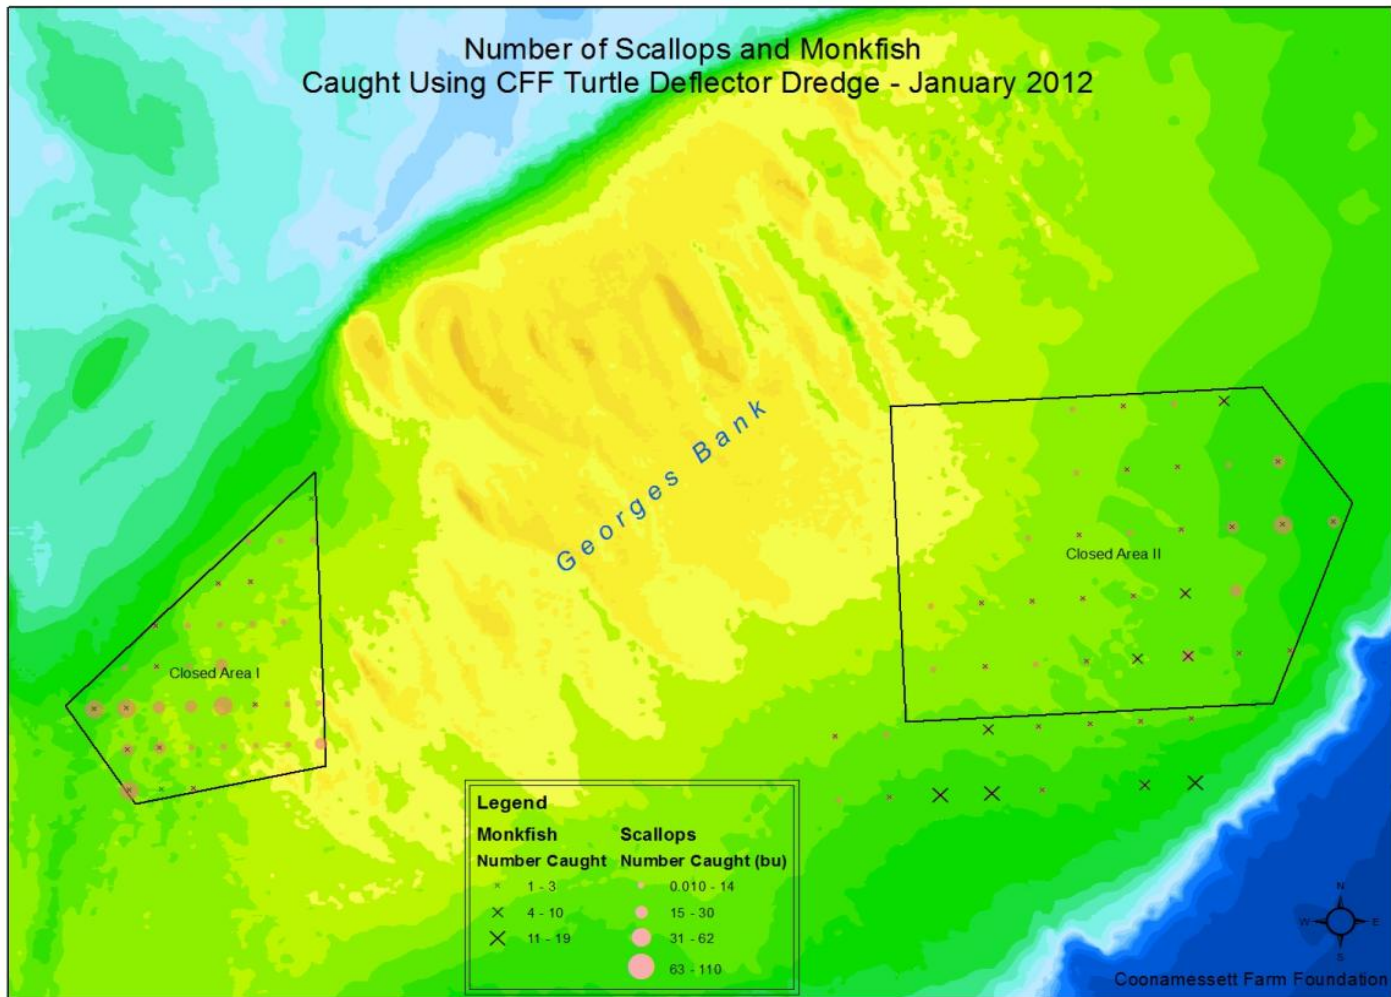 Number of Scallops and Monkfish
Caught Using CFF Turtle Deflector Dredge - January 2012
Georges Bank
Closed Area II
Closed Area I
Legend
Monkfish Scallops
Number Caught Number Caught (bu)
1 - 3 0.010 - 14
4 - 10 15 - 30
11 - 19 31 - 62
63 - 110
N
W E
S
Coonamessett Farm Foundation